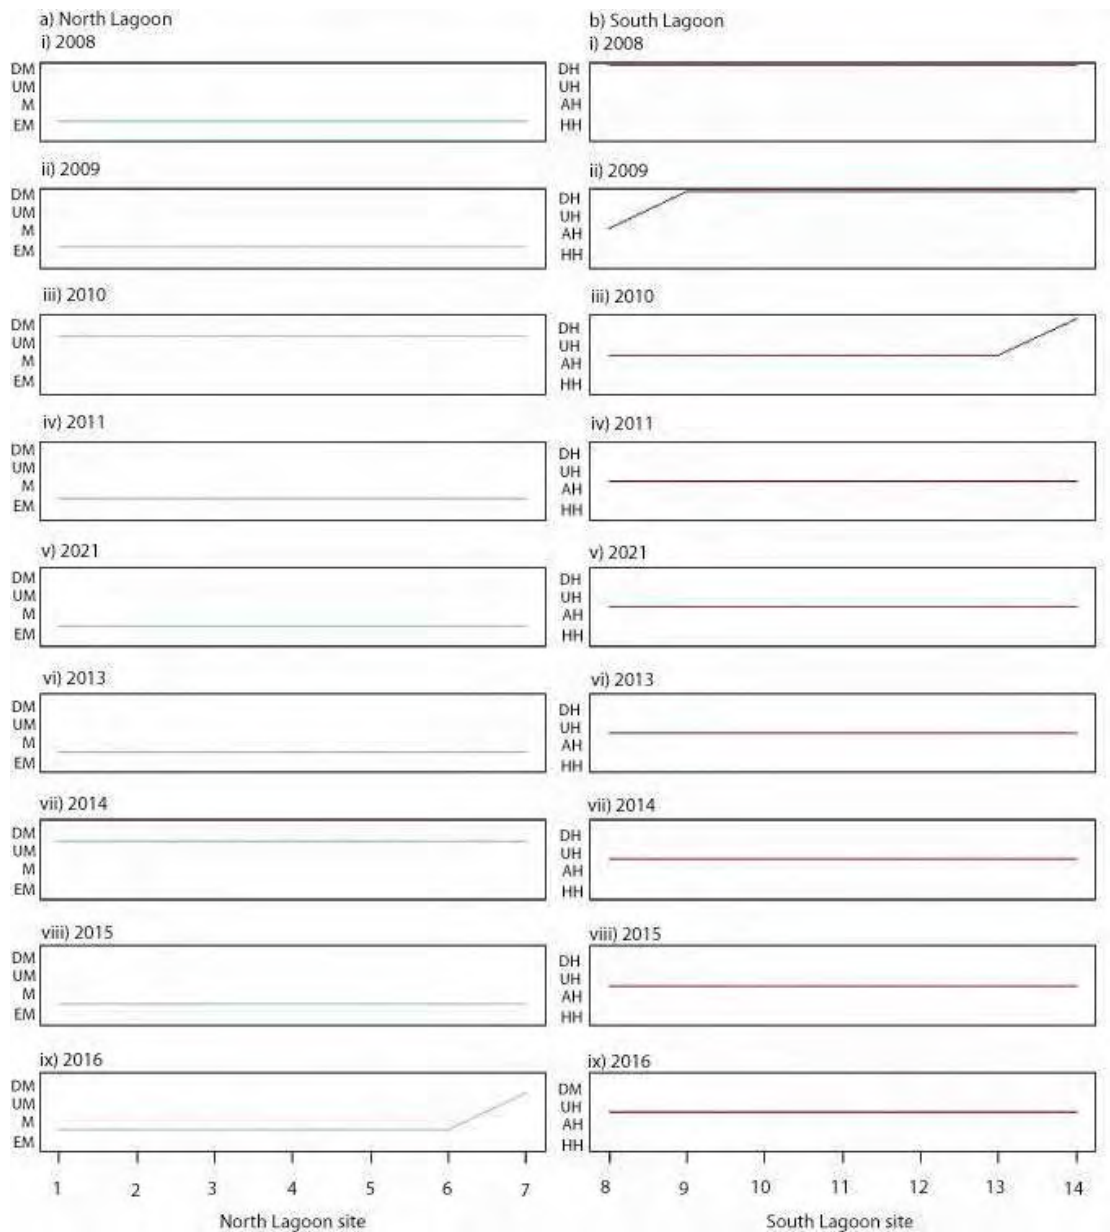 a) North Lagoon
i) 2008
DM
UM
M
EM
ii) 2009
DM
UM
M
EM
iii) 2010
DM
UM
M
EM
iv) 2011
DM
UM
M
EM
v) 2021
DM
UM
M
EM
vi) 2013
DM
UM
M
EM
vii) 2014
DM
UM
M
EM
viii) 2015
DM
UM
M
EM
ix) 2016
DM
UM
M
EM
1 2 3 4 5 6 7
North Lagoon site
b) South Lagoon
i) 2008
DH
UH
AH
HH
ii) 2009
DH
UH
AH
HH
iii) 2010
DH
UH
AH
HH
iv) 2011
DH
UH
AH
HH
v) 2021
DH
UH
AH
HH
vi) 2013
DH
UH
AH
HH
vii) 2014
DH
UH
AH
HH
viii) 2015
DH
UH
AH
HH
ix) 2016
DM
UH
AH
HH
8 9 10 11 12 13 14
South Lagoon site